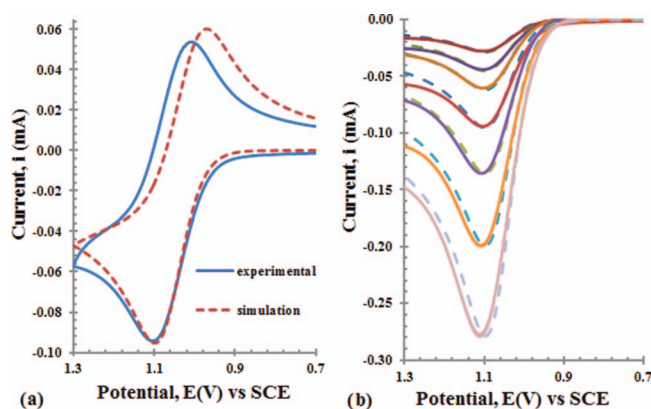 0.06
0.04
0.02
0.00
-0.02
-0.04
-0.06
-0.08
-0.10
Current, i (mA)
experimental
simulation
1.3 1.1 0.9 0.7
(a) Potential, E(V) vs SCE
0.00
-0.05
-0.10
-0.15
-0.20
-0.25
-0.30
Current, i (mA)
1.3 1.1 0.9 0.7
(b) Potential, E(V) vs SCE